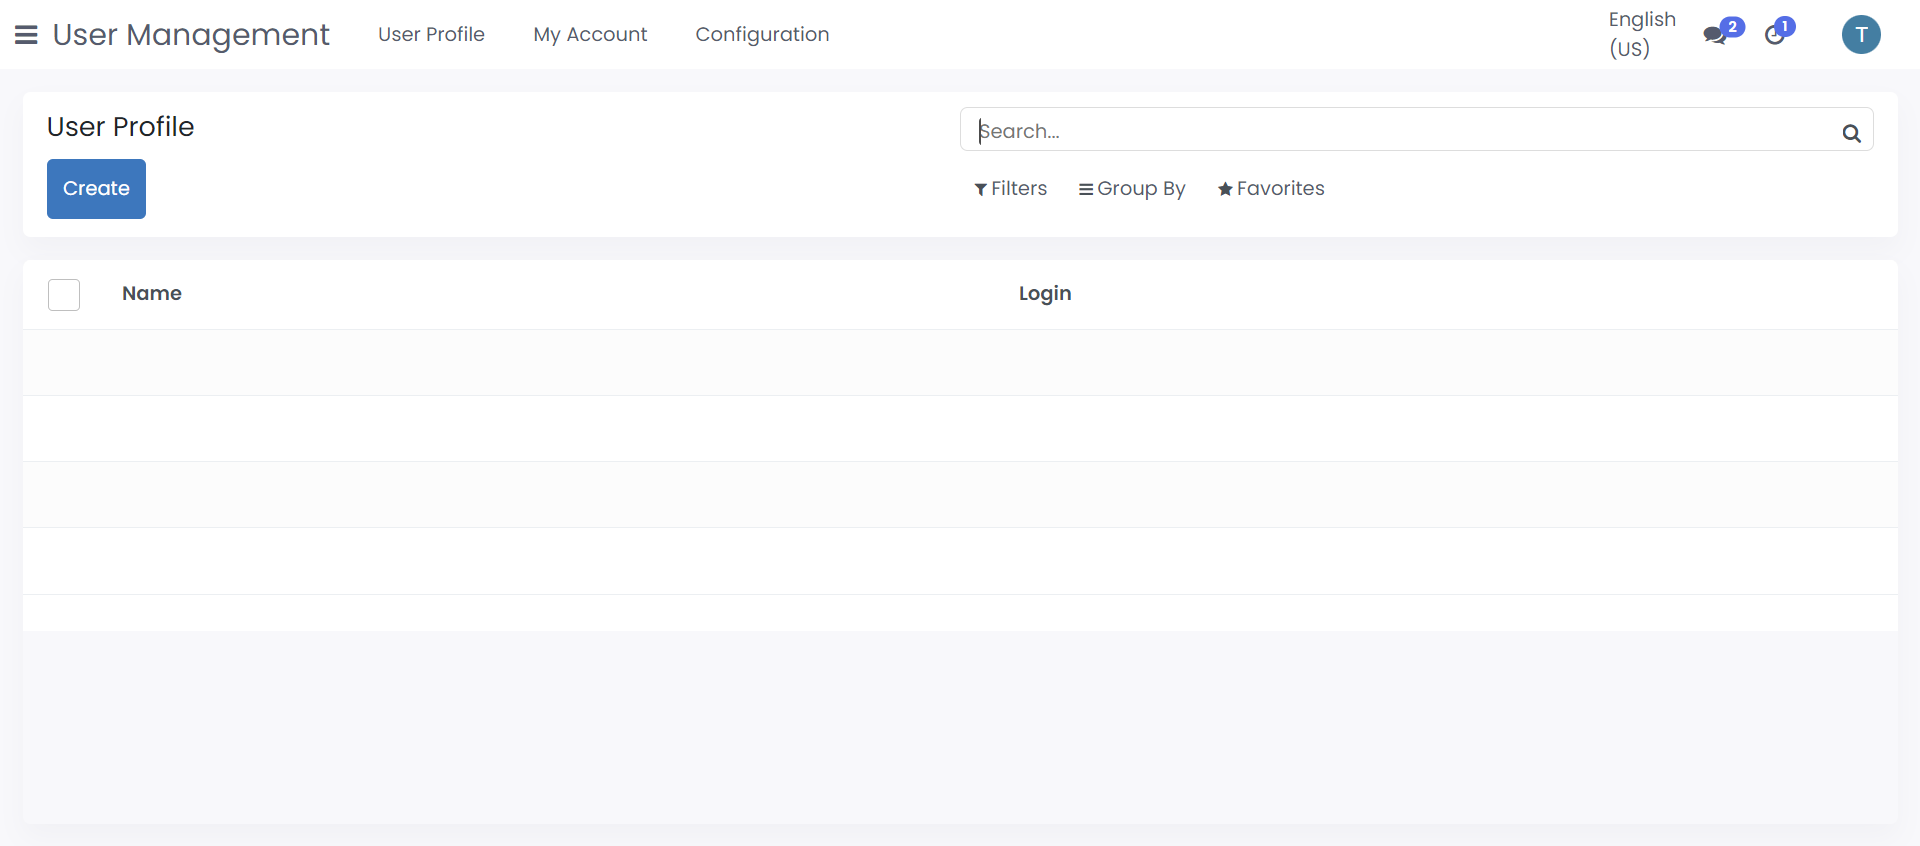 User Management
User Profile
My Account
Configuration
English
(US)
2
1
T
User Profile
Search...
Create
Filters
Group By
Favorites
Name
Login